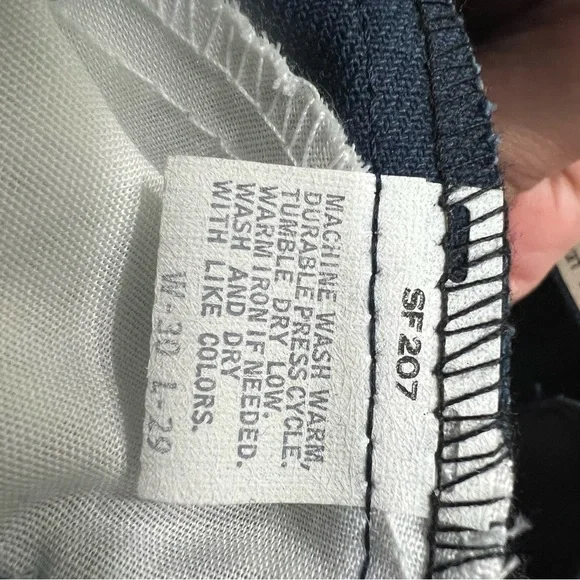 SF 207
MACHINE WASH WARM,
DURABLE PRESS CYCLE.
TUMBLE DRY LOW.
WARM IRON IF NEEDED.
WASH AND DRY
WITH LIKE COLORS.
W-30 L-29